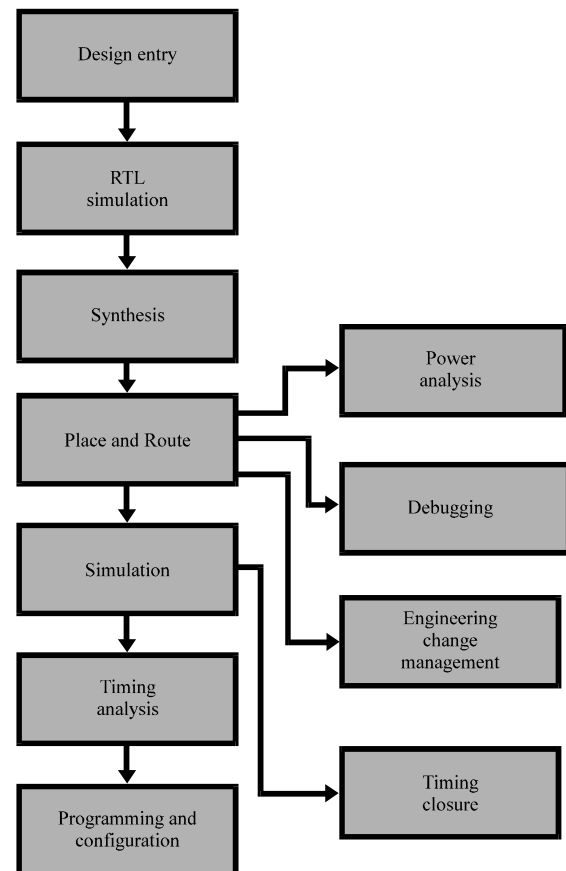 Design entry
RTL
simulation
Synthesis
Place and Route
Simulation
Timing
analysis
Programming and
configuration
Power
analysis
Debugging
Engineering
change
management
Timing
closure